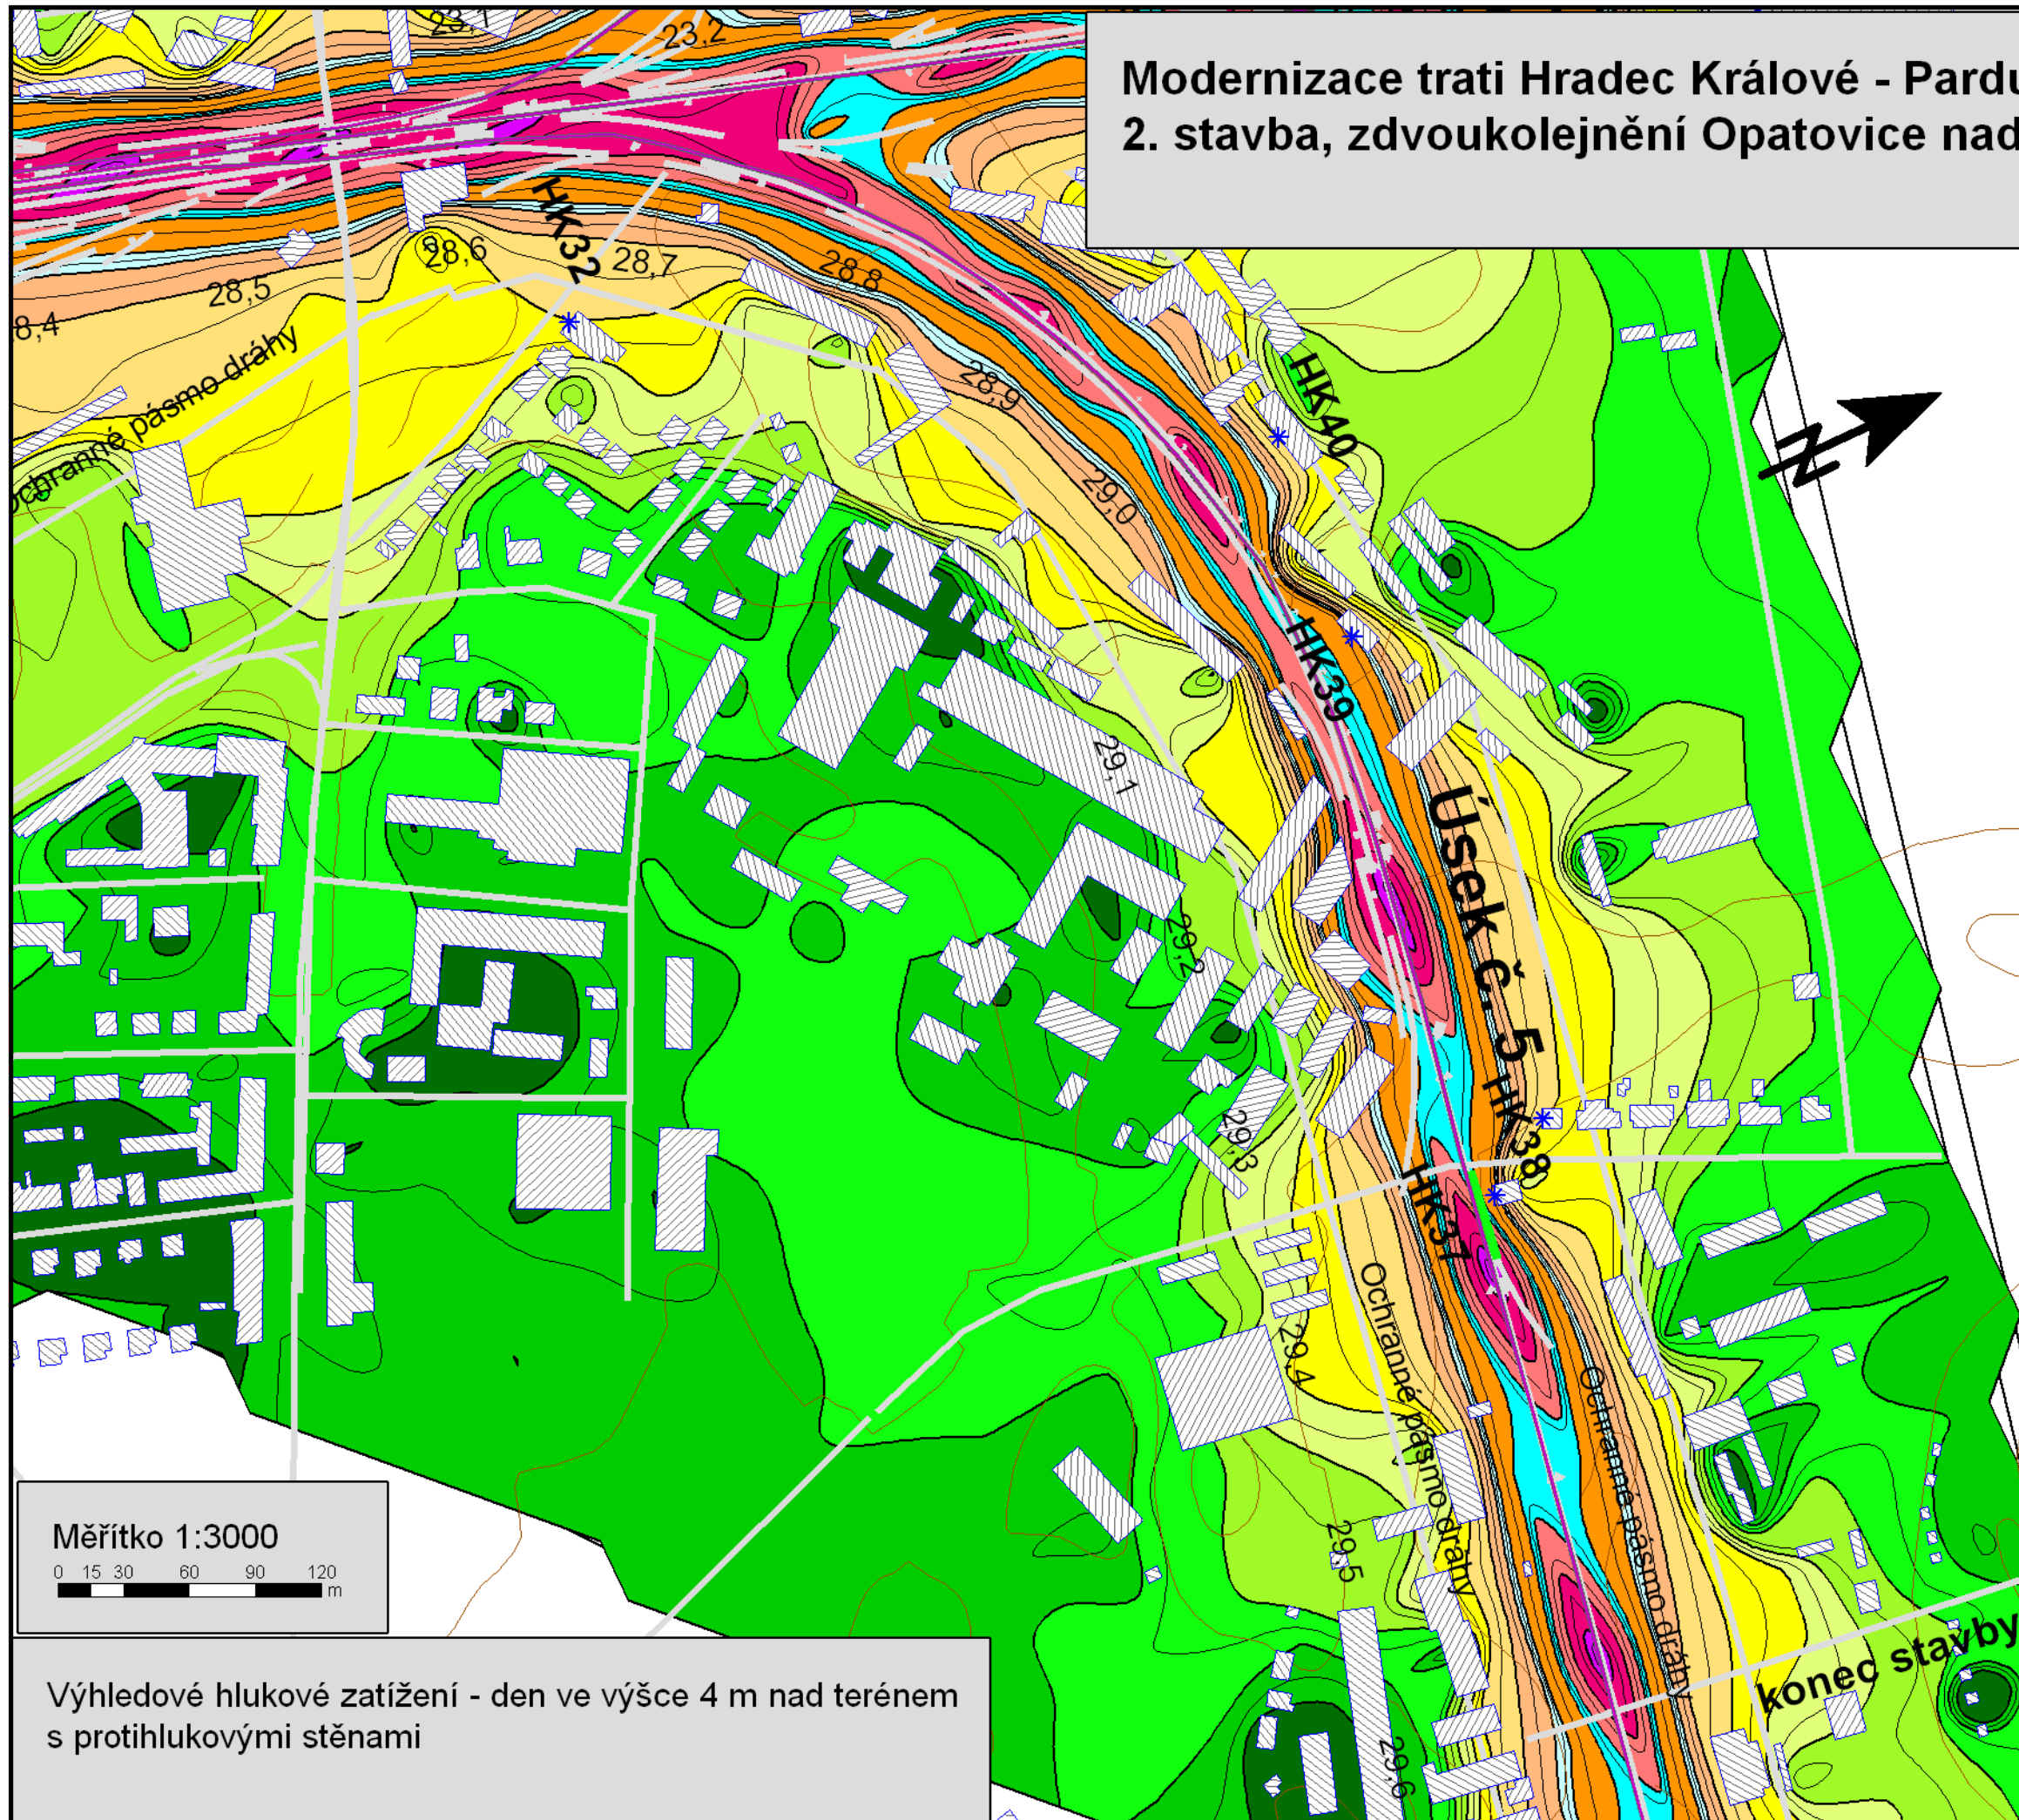 23,1
23,2
Modernizace trati Hradec Králové - Pardu
2. stavba, zdvoukolejnění Opatovice nad
HK32
28,6
28,7
28,8
28,5
8,4
ochranné pásmo dráhy
28,9
HK40
29,0
HK39
29,1
Úsek č. 5
29,2
HK38
29,3
HK37
Ochranné pásmo dráhy
29,4
Ochranné pásmo dráhy
29,5
konec stavby
29,6
Měřítko 1:3000
0 15 30 60 90 120
m
Výhledové hlukové zatížení - den ve výšce 4 m nad terénem
s protihlukovými stěnami